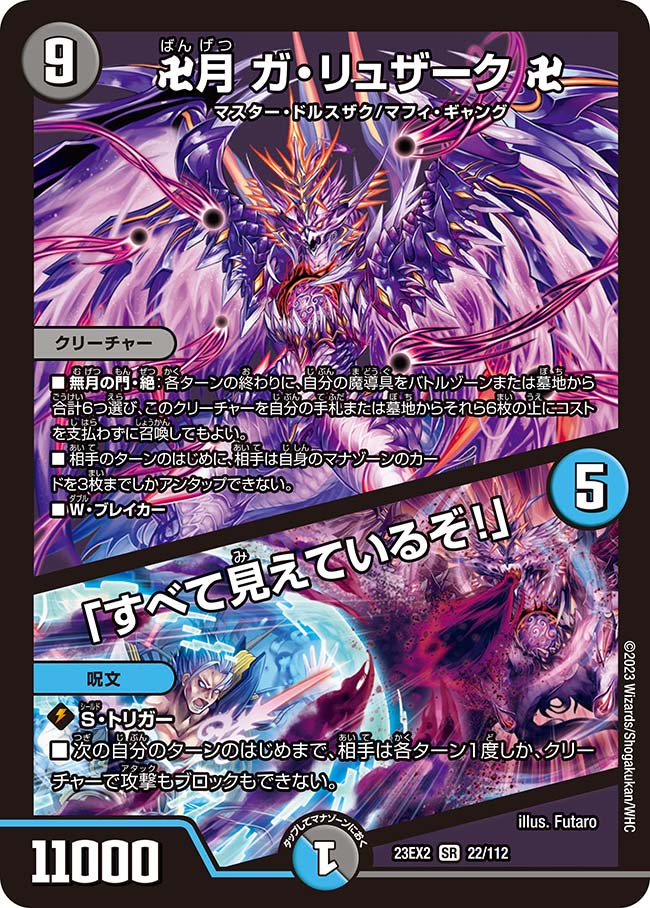 9
ばんげつ
卍月 ガ・リュザーク 卍
マスター・ドルスザク/マフィ・ギャング
クリーチャー
■無月の門・絶：各ターンの終わりに、自分の魔導具をバトルゾーンまたは墓地から
合計6つ選び、このクリーチャーを自分の手札または墓地からそれら6枚の上にコスト
を支払わずに召喚してもよい。
■相手のターンのはじめに、相手は自身のマナゾーンのカー
ドを3枚までしかアンタップできない。
■W・ブレイカー
5
「すべて見えているぞ!」
呪文
S・トリガー
■次の自分のターンのはじめまで、相手は各ターン1度しか、クリー
チャーで攻撃もブロックもできない。
©2023 Wizards/Shogakukan/WHC
illus. Futaro
11000
タップしてマナゾーンにおく
1
23EX2 SR 22/112